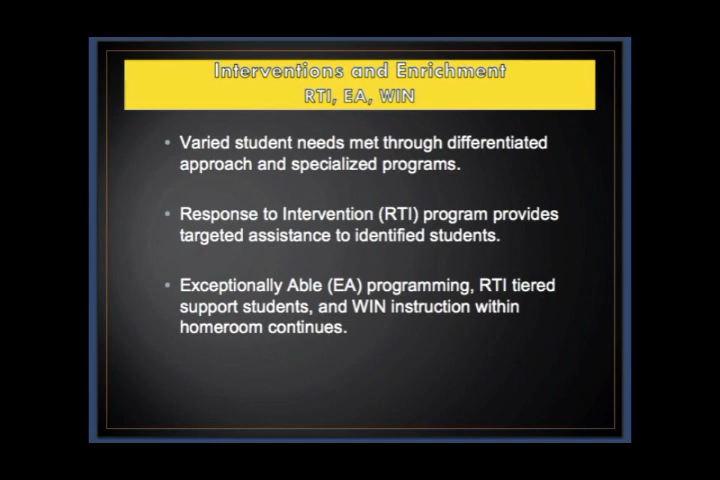 Interventions and Enrichment
RTI, EA, WIN
• Varied student needs met through differentiated
approach and specialized programs.
• Response to Intervention (RTI) program provides
targeted assistance to identified students.
• Exceptionally Able (EA) programming, RTI tiered
support students, and WIN instruction within
homeroom continues.